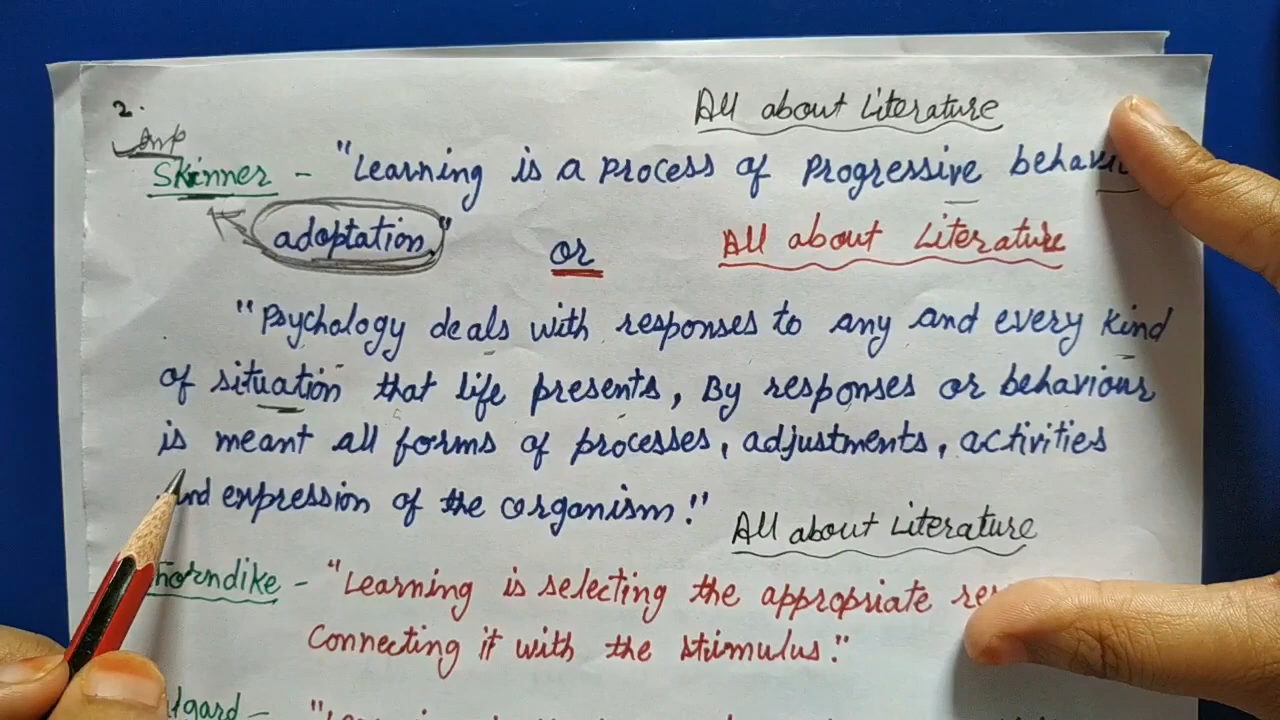 2.
All about Literature
Imp
Skinner - "Learning is a process of Progressive
adoptation."
or
All about Literature
"Psychology deals with responses to any and every kind
of situation that life presents, By responses or behaviour
is meant all forms of processes, adjustments, activities
and expression of the organism!"
All about Literature
Thorndike - "Learning is selecting the appropriate
Connecting it with the stimulus."